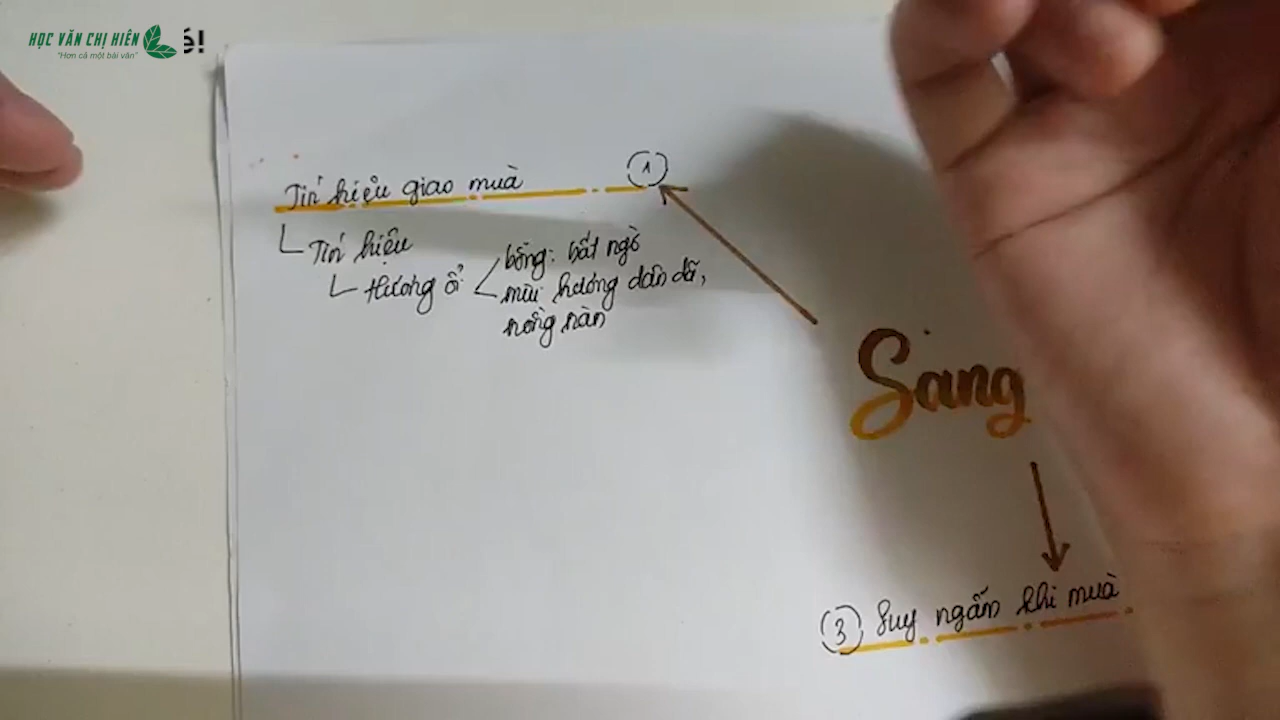 HỌC VĂN CHỊ HIÊN
"Hơn cả một bài văn"
é!
Tín hiệu giao mùa
1
Tín hiệu
Hương ổi
bỗng: bất ngờ
mùi hương dân dã,
nồng nàn
Sang
3 Suy ngẫm khi mùa